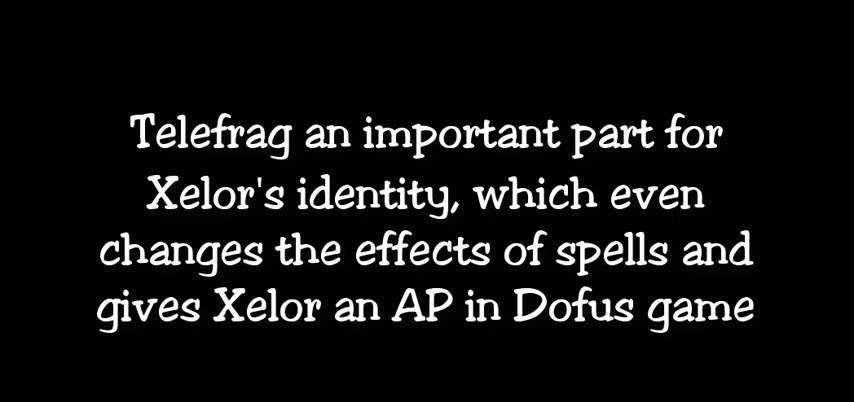 Telefrag an important part for
Xelor's identity, which even
changes the effects of spells and
gives Xelor an AP in Dofus game